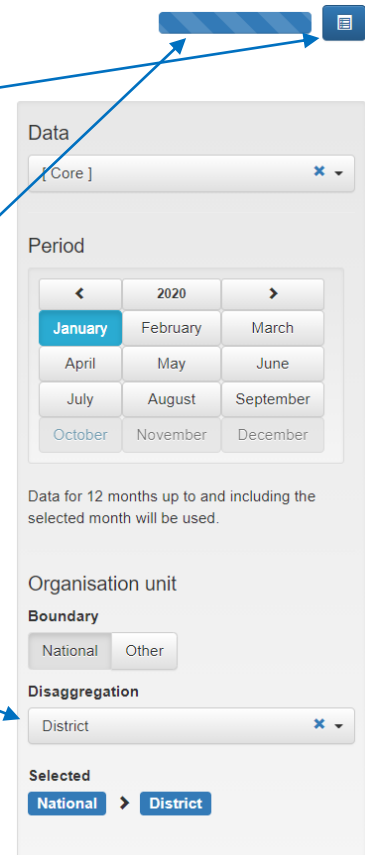 Data
[ Core ]
Period
2020
January February March
April May June
July August September
October November December
Data for 12 months up to and including the
selected month will be used.
Organisation unit
Boundary
National Other
Disaggregation
District
Selected
National > District